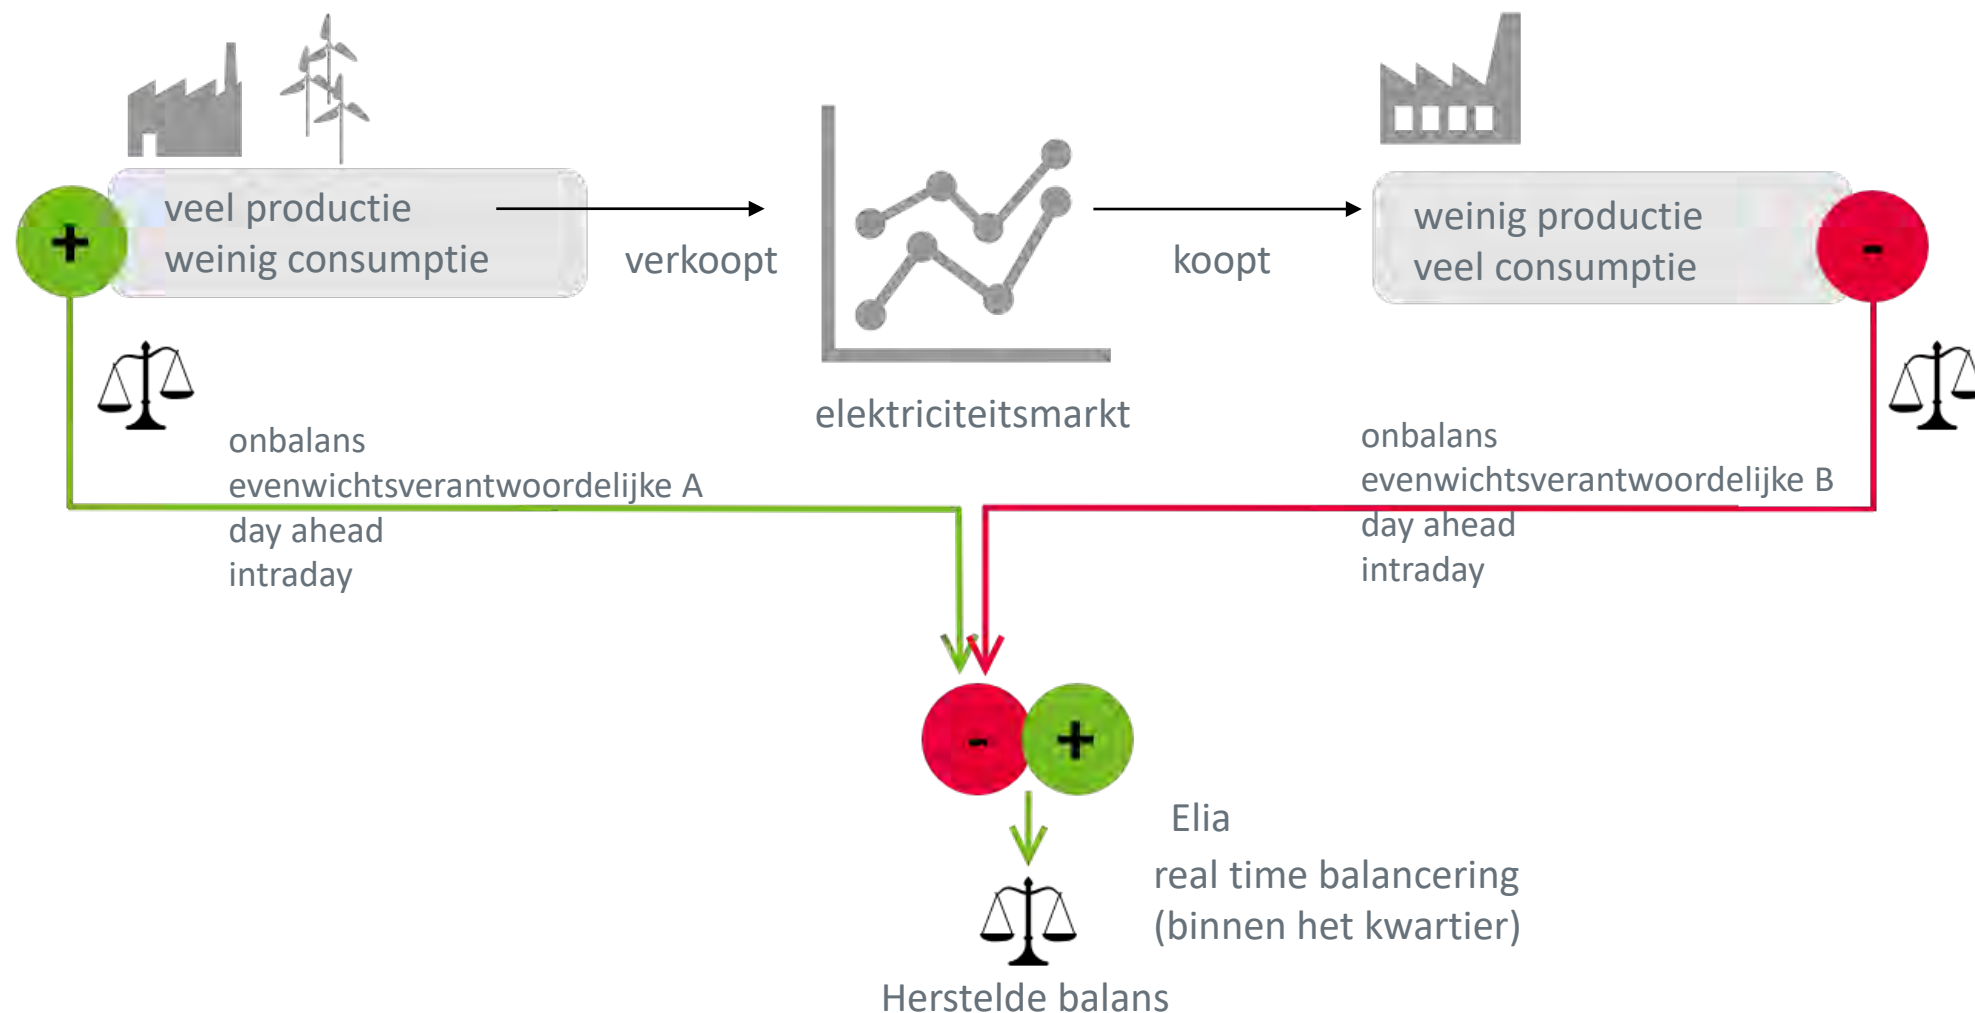 +
veel productie
weinig consumptie
verkoopt
koopt
weinig productie
veel consumptie
-
elektriciteitsmarkt
onbalans
evenwichtsverantwoordelijke A
day ahead
intraday
onbalans
evenwichtsverantwoordelijke B
day ahead
intraday
- +
Elia
real time balancering
(binnen het kwartier)
Herstelde balans